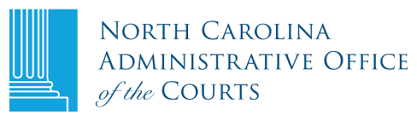 North Carolina
Administrative Office
of the Courts